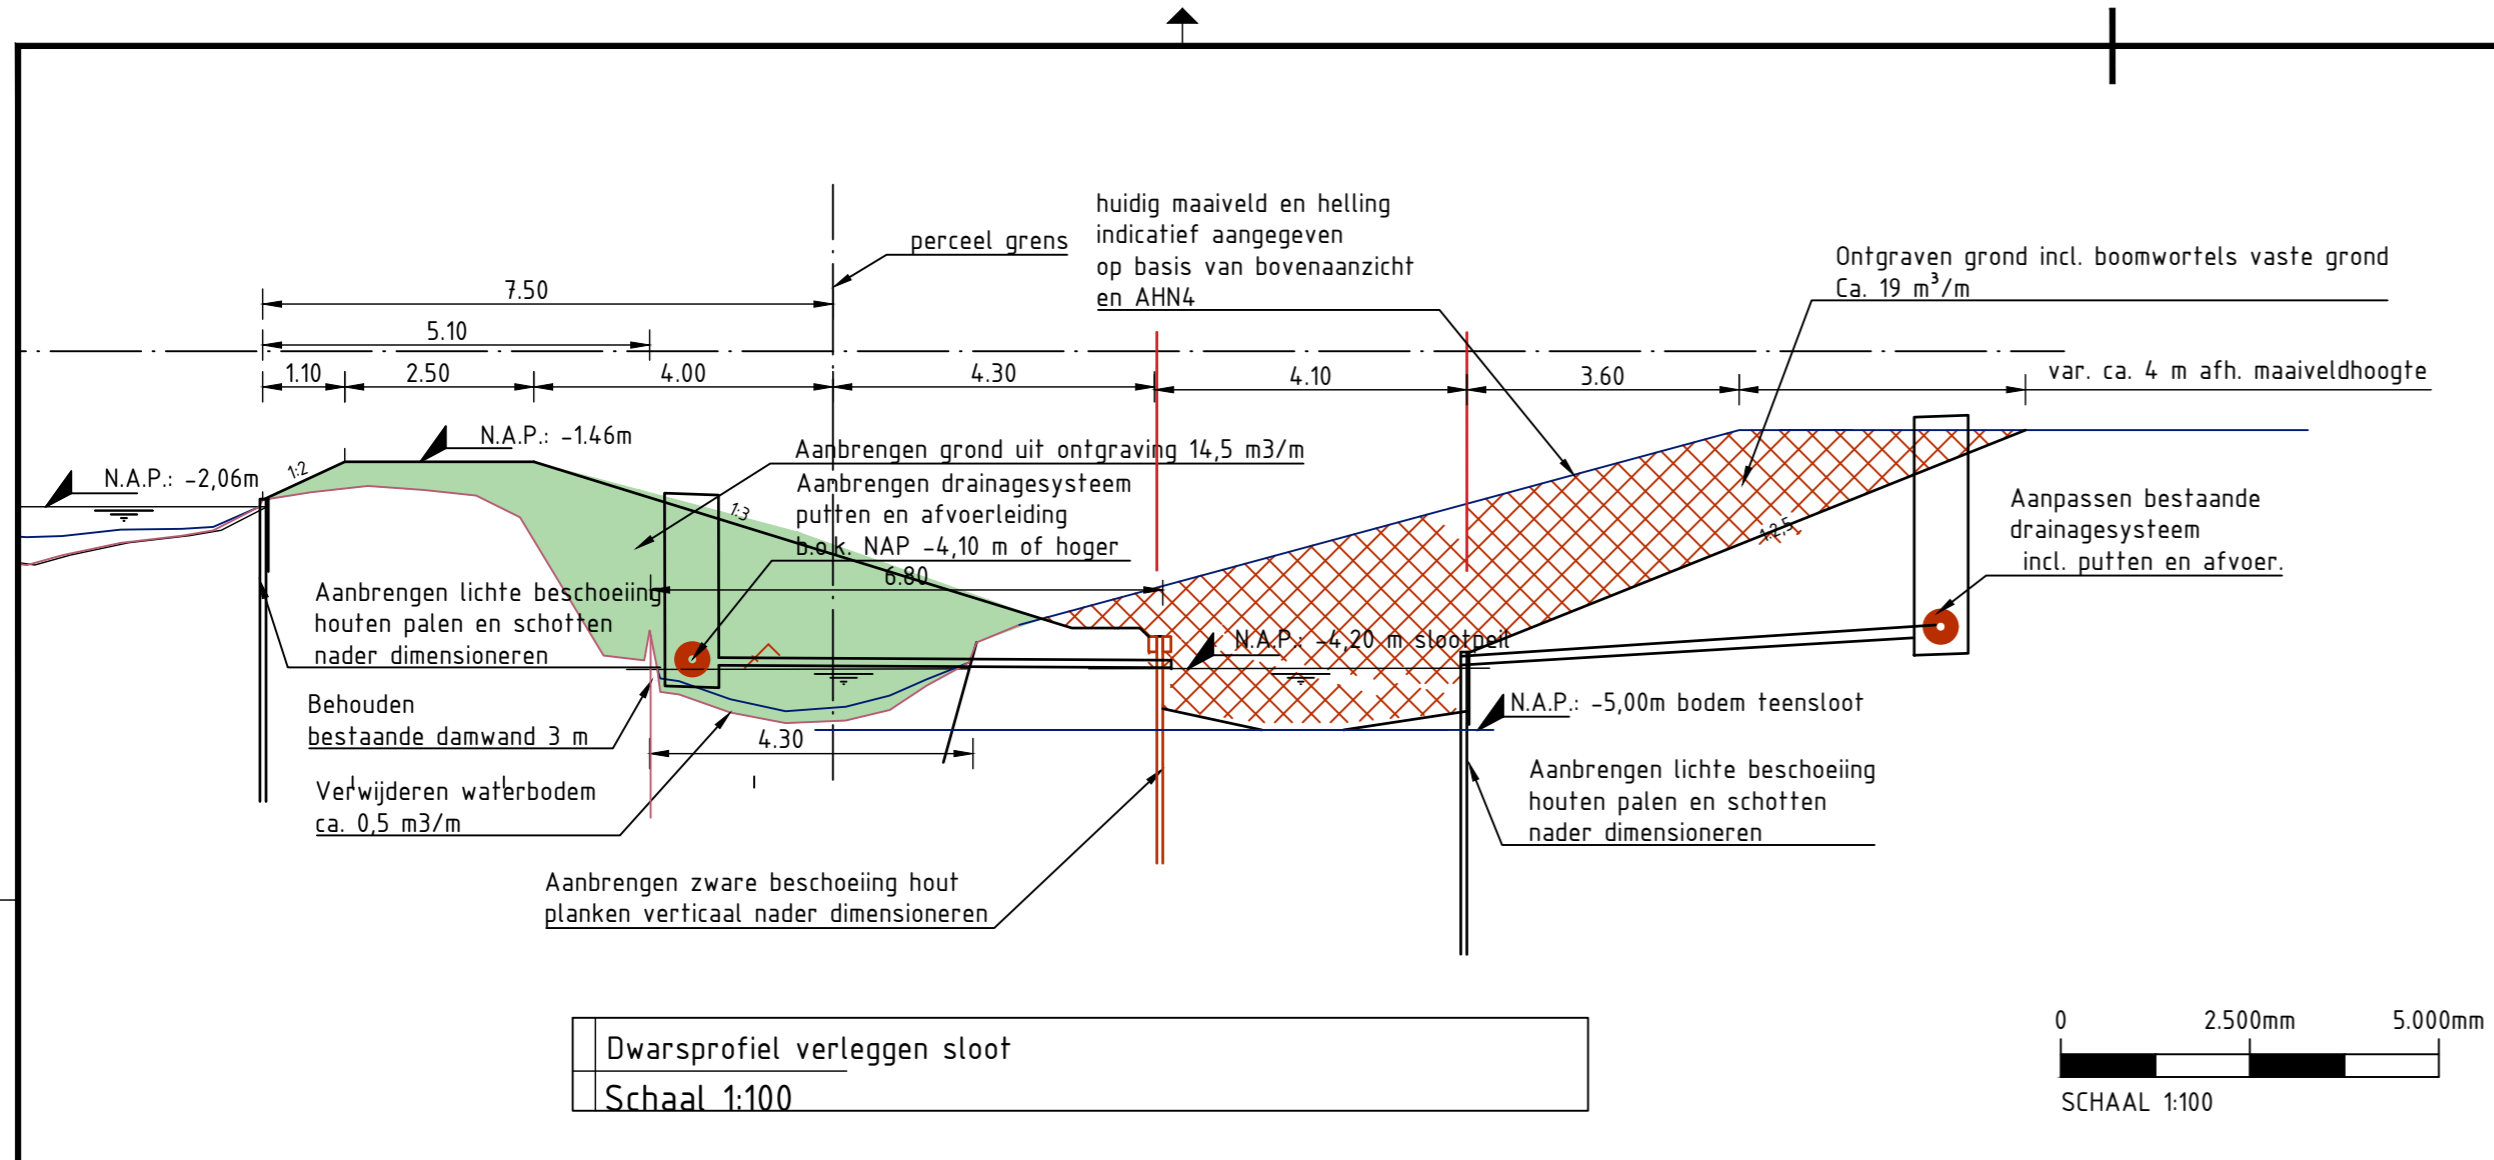 huidig maaiveld en helling
indicatief aangegeven
op basis van bovenaanzicht
en AHN4
perceel grens
Ontgraven grond incl. boomwortels vaste grond
Ca. 19 m³/m
7.50
5.10
1.10
2.50
4.00
4.30
4.10
3.60
var. ca. 4 m afh. maaiveldhoogte
N.A.P.: -1.46m
N.A.P.: -2,06m
1:2
Aanbrengen grond uit ontgraving 14,5 m3/m
Aanbrengen drainagesysteem
putten en afvoerleiding
b.o.k. NAP -4,10 m of hoger
1:3
6.80
1:2,5
Aanpassen bestaande
drainagesysteem
incl. putten en afvoer.
Aanbrengen lichte beschoeiing
houten palen en schotten
nader dimensioneren
N.A.P.: -4,20 m slootpeil
Behouden
bestaande damwand 3 m
N.A.P.: -5,00m bodem teensloot
4.30
Verwijderen waterbodem
ca. 0,5 m3/m
Aanbrengen lichte beschoeiing
houten palen en schotten
nader dimensioneren
Aanbrengen zware beschoeiing hout
planken verticaal nader dimensioneren
Dwarsprofiel verleggen sloot
Schaal 1:100
0 2.500mm 5.000mm
SCHAAL 1:100